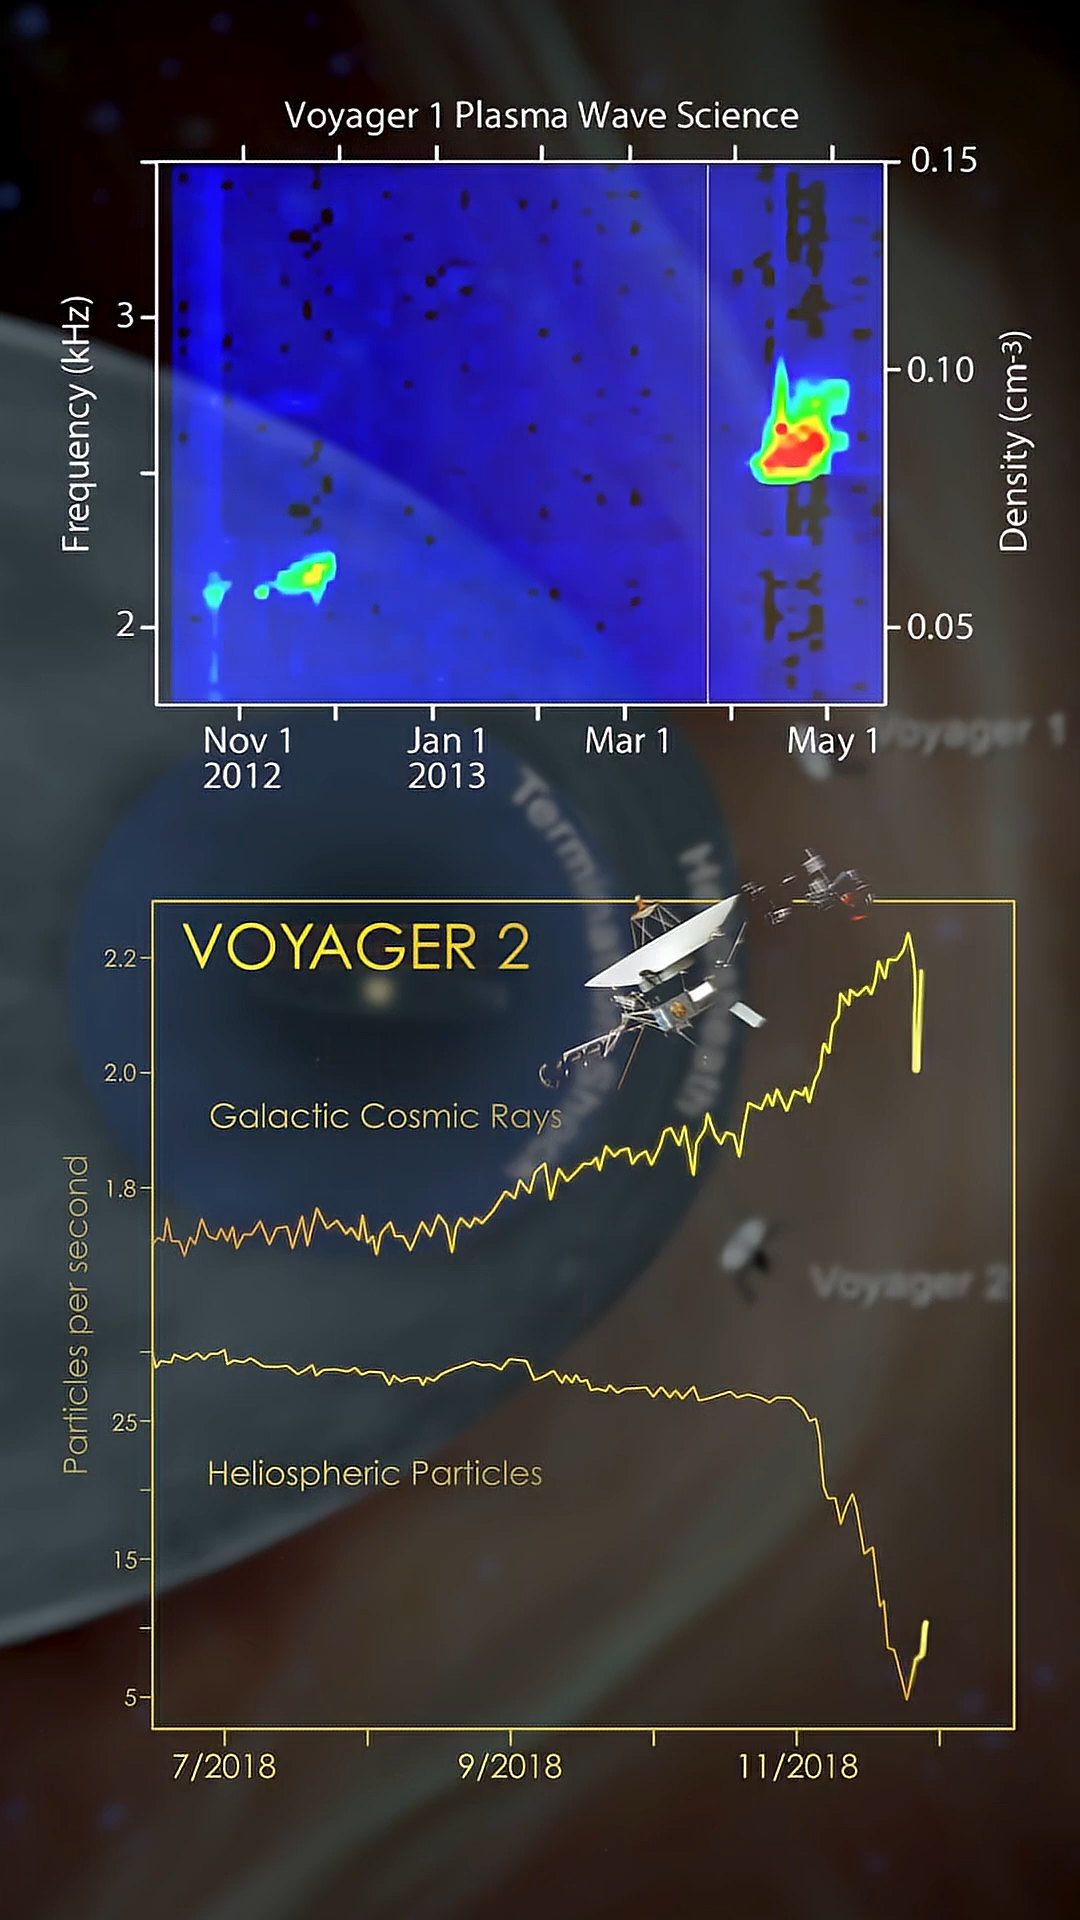 Voyager 1 Plasma Wave Science
0.15
3
0.10
Frequency (kHz)
Density (cm-3)
2
0.05
Nov 1
2012
Jan 1
2013
Mar 1
May 1
Voyager 1
Termination Shock
Heliosheath
VOYAGER 2
2.2
2.0
Galactic Cosmic Rays
1.8
Particles per second
Voyager 2
25
Heliospheric Particles
15
5
7/2018
9/2018
11/2018